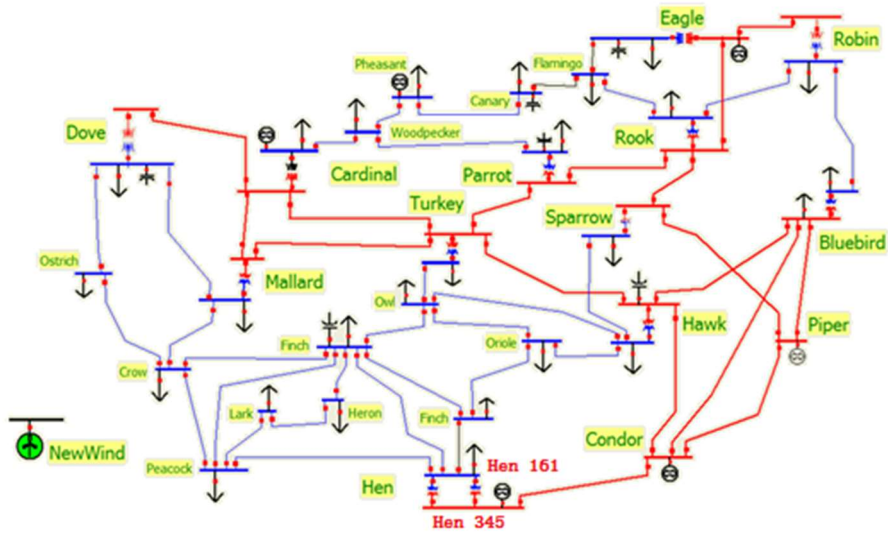 Eagle
Robin
Pheasant
Flamingo
Canary
Dove
Woodpecker
Rook
Cardinal
Parrot
Turkey
Sparrow
Bluebird
Ostrich
Mallard
Owl
Hawk
Piper
Finch
Oriole
Crow
Lark
Heron
Finch
Condor
NewWind
Peacock
Hen
Hen 161
Hen 345